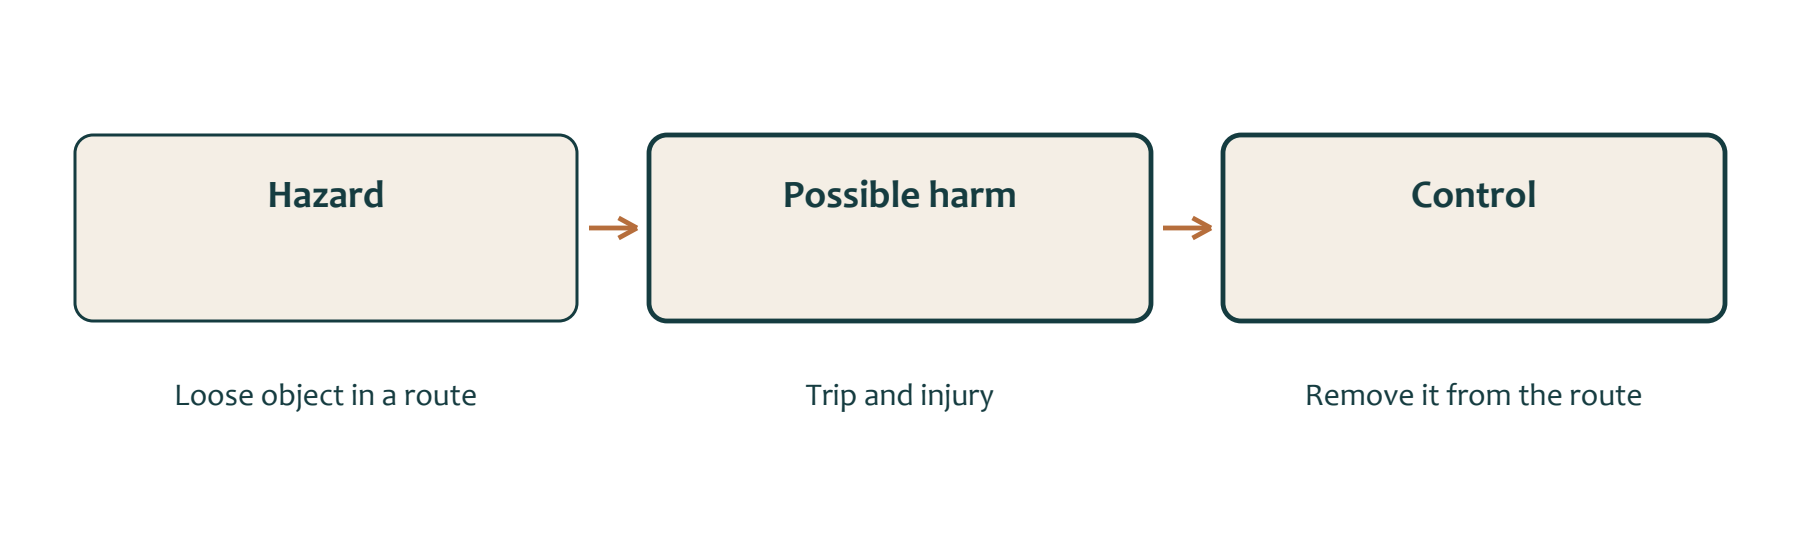 Hazard
Possible harm
Control
Loose object in a route
Trip and injury
Remove it from the route